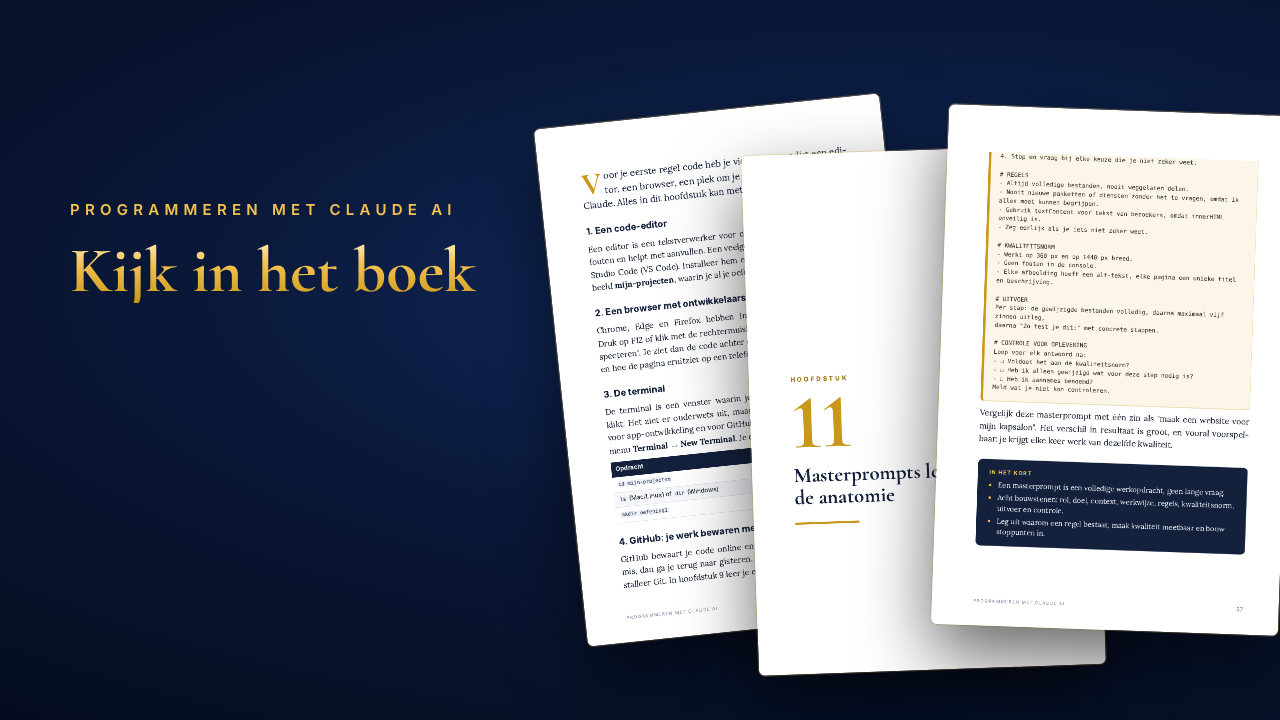 PROGRAMMEREN MET CLAUDE AI
Kijk in het boek
Voor je eerste regel code heb je
tor, een browser, een plek om je
Claude. Alles in dit hoofdstuk kan met
1. Een code-editor
Een editor is een tekstverwerker voor
fouten en helpt met aanvullen. Een
Studio Code (VS Code). Installeer hem
beeld mijn-projecten, waarin je al je
2. Een browser met
Chrome, Edge en Firefox hebben
Druk op F12 of klik met de
specteren". Je ziet dan de code achter
en hoe de pagina eruitziet op een
3. De terminal
De terminal is een venster waarin
klikt. Het ziet er ouderwets uit,
voor app-ontwikkeling en voor
menu Terminal → New Terminal. Je
Opdracht
cd mijn-projecten
ls (Mac/Linux) of dir (Windows)
mkdir oefening1
4. GitHub: je werk bewaren
GitHub bewaart je code online en
mis, dan ga je terug naar gisteren.
stalleer Git. In hoofdstuk 9 leer je
PROGRAMMEREN MET CLAUDE AI
HOOFDSTUK
11
Masterprompts
de anatomie
4. Stop en vraag bij elke keuze die je niet zeker weet.
# REGELS
- Altijd volledige bestanden, nooit weggelaten delen.
- Nooit nieuwe pakketten of diensten zonder het te vragen, omdat ik
alles moet kunnen begrijpen.
- Gebruik textContent voor tekst van bezoekers, omdat innerHTML
onveilig is.
- Zeg eerlijk als je iets niet zeker weet.
# KWALITEITSNORM
- Werkt op 360 px en op 1440 px breed.
- Geen fouten in de console.
- Elke afbeelding heeft een alt-tekst, elke pagina een unieke titel
en beschrijving.
# UITVOER
Per stap: de gewijzigde bestanden volledig, daarna maximaal vijf
zinnen uitleg,
daarna "Zo test je dit:" met concrete stappen.
# CONTROLE VOOR OPLEVERING
Loop voor elk antwoord na:
- ☐ Voldoet het aan de kwaliteitsnorm?
- ☐ Heb ik alleen gewijzigd wat voor deze stap nodig is?
- ☐ Heb ik aannames benoemd?
Meld wat je niet kon controleren.
Vergelijk deze masterprompt met één zin als "maak een website voor
mijn kapsalon". Het verschil in resultaat is groot, en vooral voorspel-
baar: je krijgt elke keer werk van dezelfde kwaliteit.
IN HET KORT
• Een masterprompt is een volledige werkopdracht, geen lange vraag.
• Acht bouwstenen: rol, doel, context, werkwijze, regels, kwaliteitsnorm,
uitvoer en controle.
• Leg uit waarom een regel bestaat, maak kwaliteit meetbaar en bouw
stoppunten in.
PROGRAMMEREN MET CLAUDE AI
57